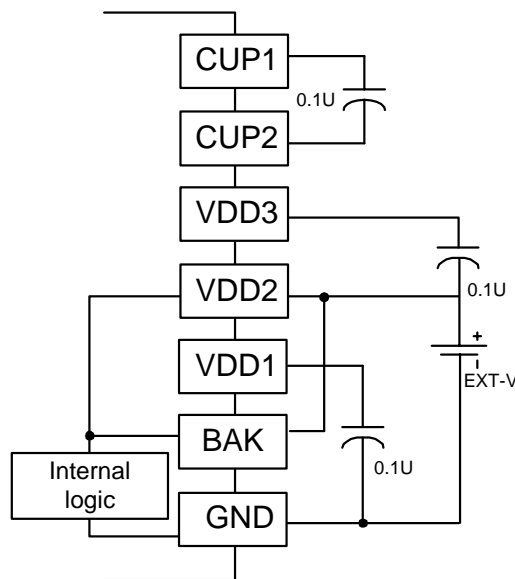 CUP1
0.1U
CUP2
VDD3
VDD2
0.1U
+
VDD1
-
EXT-V
BAK
0.1U
Internal
logic
GND